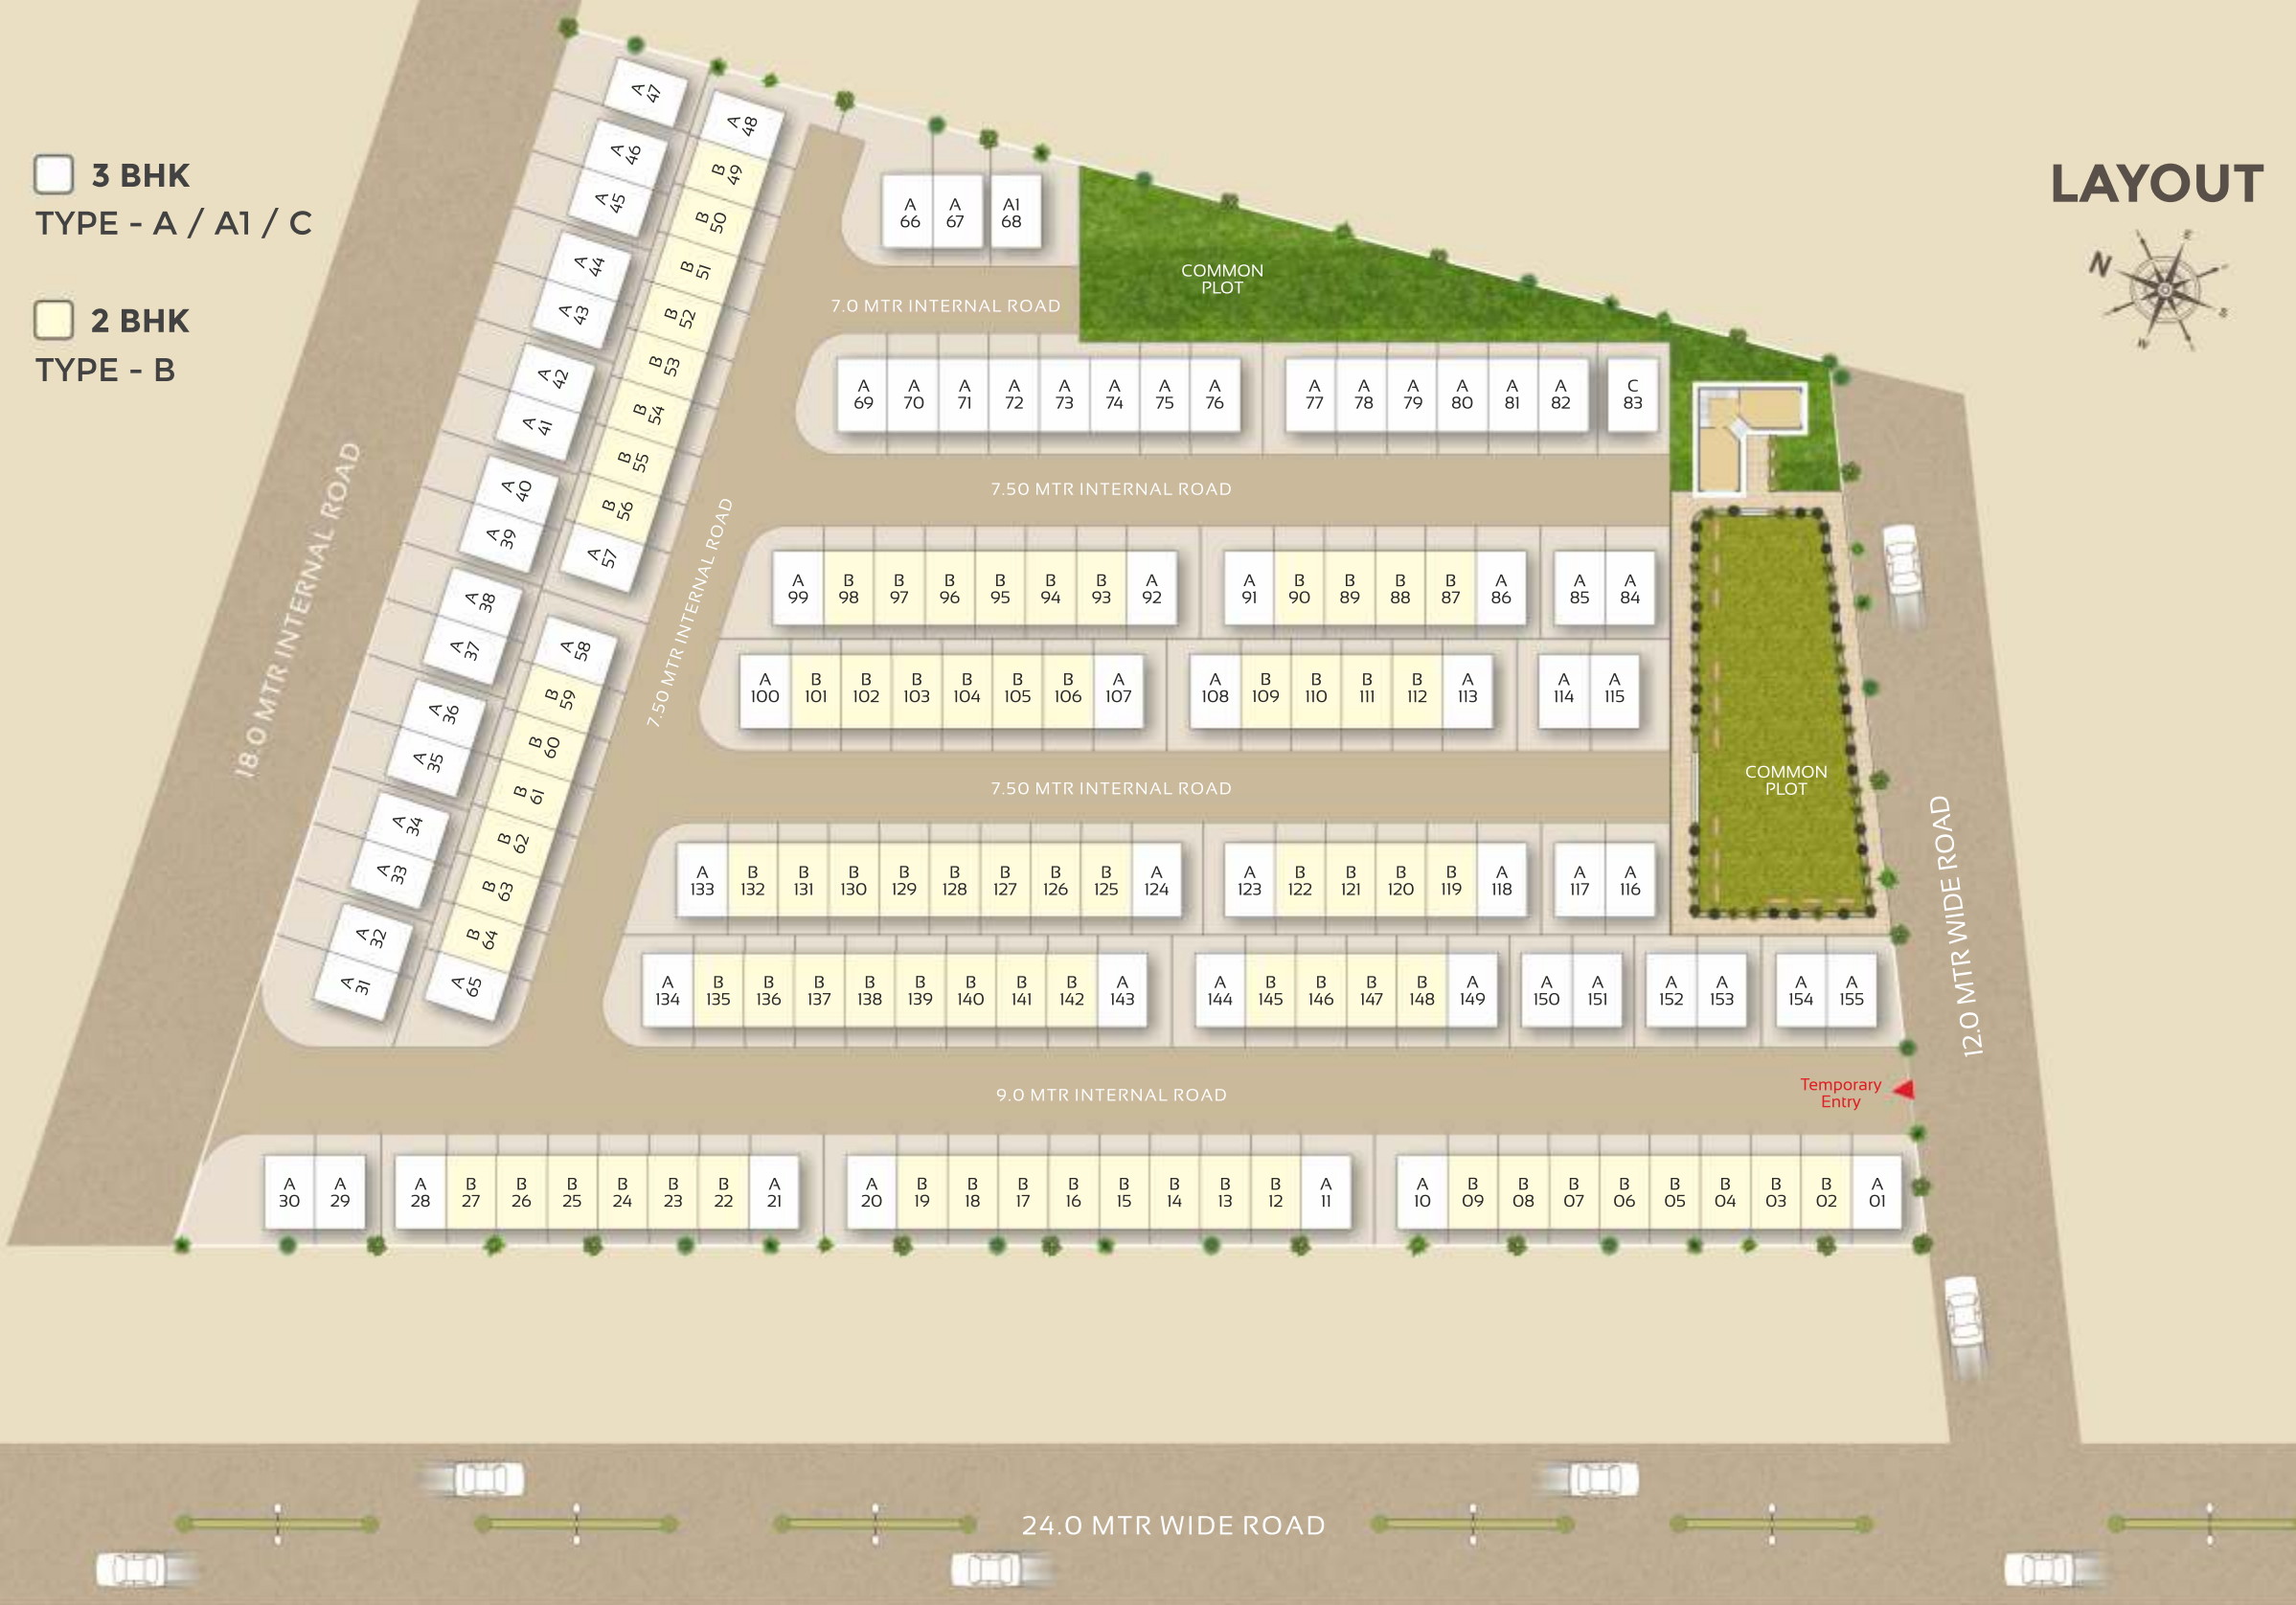 LAYOUT
N
3 BHK
TYPE - A / A1 / C
2 BHK
TYPE - B
A 47
A 46
A 45
A 44
A 43
A 42
A 41
A 40
A 39
A 38
A 37
A 36
A 35
A 34
A 33
A 32
A 31
A 48
B 49
B 50
B 51
B 52
B 53
B 54
B 55
B 56
A 57
A 58
B 59
B 60
B 61
B 62
B 63
B 64
A 65
18.0 MTR INTERNAL ROAD
7.50 MTR INTERNAL ROAD
A A A1
66 67 68
COMMON
PLOT
7.0 MTR INTERNAL ROAD
A A A A A A A A A A A A A A C
69 70 71 72 73 74 75 76 77 78 79 80 81 82 83
7.50 MTR INTERNAL ROAD
A B B B B B B A A B B B B A A A
99 98 97 96 95 94 93 92 91 90 89 88 87 86 85 84
A B B B B B B A A B B B B A A A
100 101 102 103 104 105 106 107 108 109 110 111 112 113 114 115
COMMON
PLOT
7.50 MTR INTERNAL ROAD
A B B B B B B B B A A B B B B A A A
133 132 131 130 129 128 127 126 125 124 123 122 121 120 119 118 117 116
A B B B B B B B B A A B B B B A A A A A A A
134 135 136 137 138 139 140 141 142 143 144 145 146 147 148 149 150 151 152 153 154 155
12.0 MTR WIDE ROAD
9.0 MTR INTERNAL ROAD
Temporary
Entry
A A A B B B B B B A A B B B B B B B B A A B B B B B B B B A
30 29 28 27 26 25 24 23 22 21 20 19 18 17 16 15 14 13 12 11 10 09 08 07 06 05 04 03 02 01
24.0 MTR WIDE ROAD